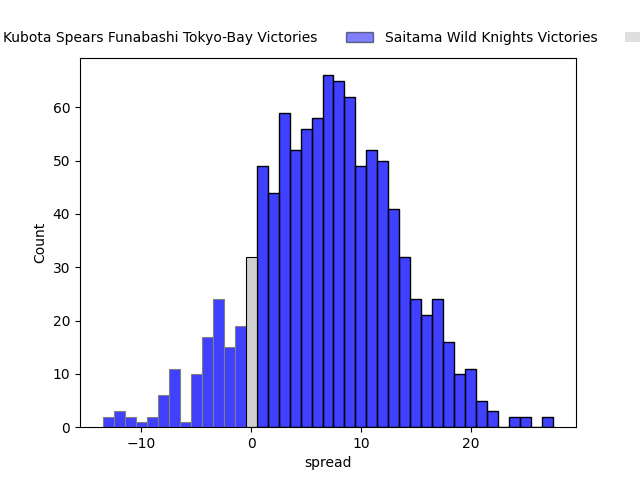 Kubota Spears Funabashi Tokyo-Bay Victories Saitama Wild Knights Victories
60
50
40
30
20
10
0
Count
−10 0 10 20
spread